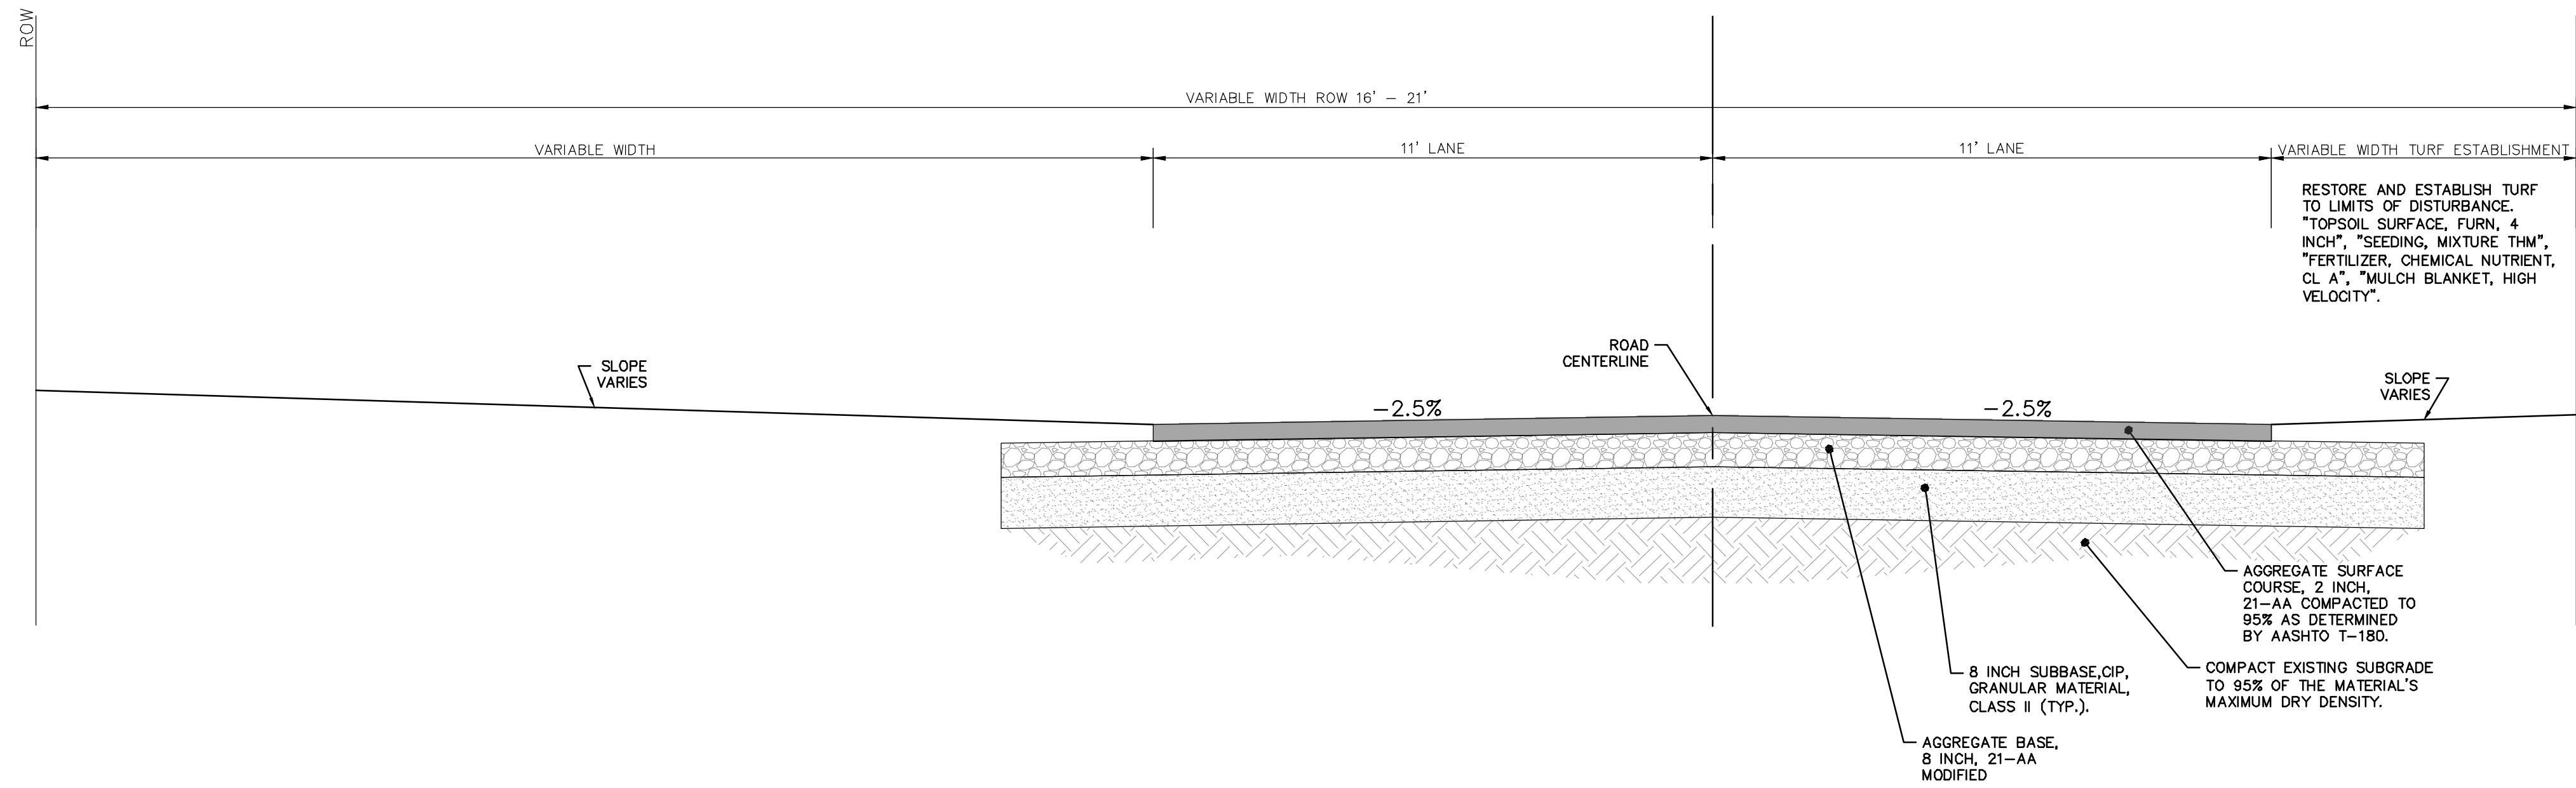 ROW
VARIABLE WIDTH ROW 16' – 21'
VARIABLE WIDTH
11' LANE
11' LANE
VARIABLE WIDTH TURF ESTABLISHMENT
RESTORE AND ESTABLISH TURF
TO LIMITS OF DISTURBANCE.
"TOPSOIL SURFACE, FURN, 4
INCH", "SEEDING, MIXTURE THM",
"FERTILIZER, CHEMICAL NUTRIENT,
CL A", "MULCH BLANKET, HIGH
VELOCITY".
SLOPE
VARIES
ROAD
CENTERLINE
SLOPE
VARIES
-2.5%
-2.5%
AGGREGATE SURFACE
COURSE, 2 INCH,
21-AA COMPACTED TO
95% AS DETERMINED
BY AASHTO T-180.
COMPACT EXISTING SUBGRADE
TO 95% OF THE MATERIAL'S
MAXIMUM DRY DENSITY.
8 INCH SUBBASE,CIP,
GRANULAR MATERIAL,
CLASS II (TYP.).
AGGREGATE BASE,
8 INCH, 21-AA
MODIFIED